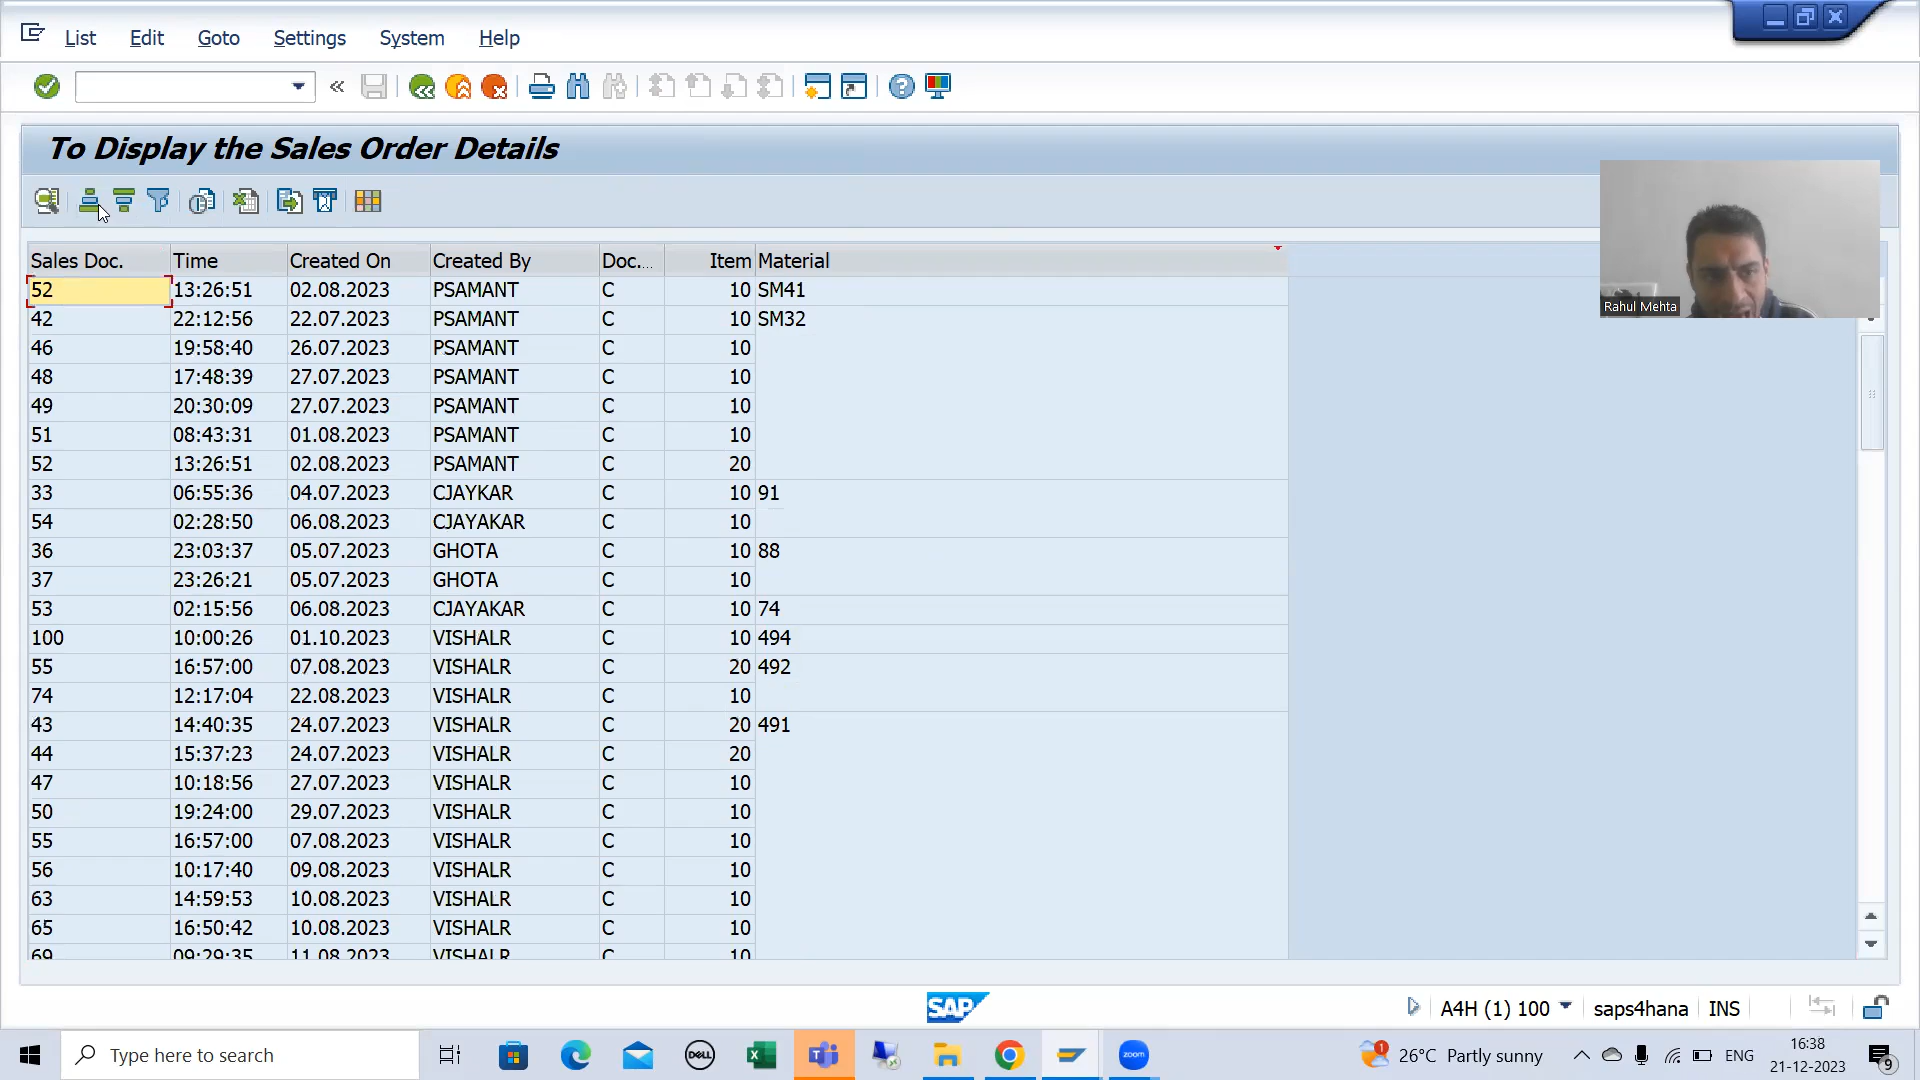 List Edit Goto Settings System Help
To Display the Sales Order Details
Rahul Mehta
Sales Doc. Time Created On Created By Doc.... Item Material
52 13:26:51 02.08.2023 PSAMANT C 10 SM41
42 22:12:56 22.07.2023 PSAMANT C 10 SM32
46 19:58:40 26.07.2023 PSAMANT C 10
48 17:48:39 27.07.2023 PSAMANT C 10
49 20:30:09 27.07.2023 PSAMANT C 10
51 08:43:31 01.08.2023 PSAMANT C 10
52 13:26:51 02.08.2023 PSAMANT C 20
33 06:55:36 04.07.2023 CJAYKAR C 10 91
54 02:28:50 06.08.2023 CJAYAKAR C 10
36 23:03:37 05.07.2023 GHOTA C 10 88
37 23:26:21 05.07.2023 GHOTA C 10
53 02:15:56 06.08.2023 CJAYAKAR C 10 74
100 10:00:26 01.10.2023 VISHALR C 10 494
55 16:57:00 07.08.2023 VISHALR C 20 492
74 12:17:04 22.08.2023 VISHALR C 10
43 14:40:35 24.07.2023 VISHALR C 20 491
44 15:37:23 24.07.2023 VISHALR C 20
47 10:18:56 27.07.2023 VISHALR C 10
50 19:24:00 29.07.2023 VISHALR C 10
55 16:57:00 07.08.2023 VISHALR C 10
56 10:17:40 09.08.2023 VISHALR C 10
63 14:59:53 10.08.2023 VISHALR C 10
65 16:50:42 10.08.2023 VISHALR C 10
69 09:29:35 11.08.2023 VISHALR C 10
SAP A4H (1) 100 saps4hana INS
Type here to search DELL zoom 1 26°C Partly sunny ENG 16:38
21-12-2023 9